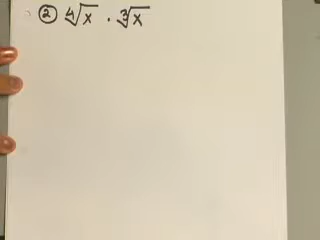 ② ∜x · ∛x